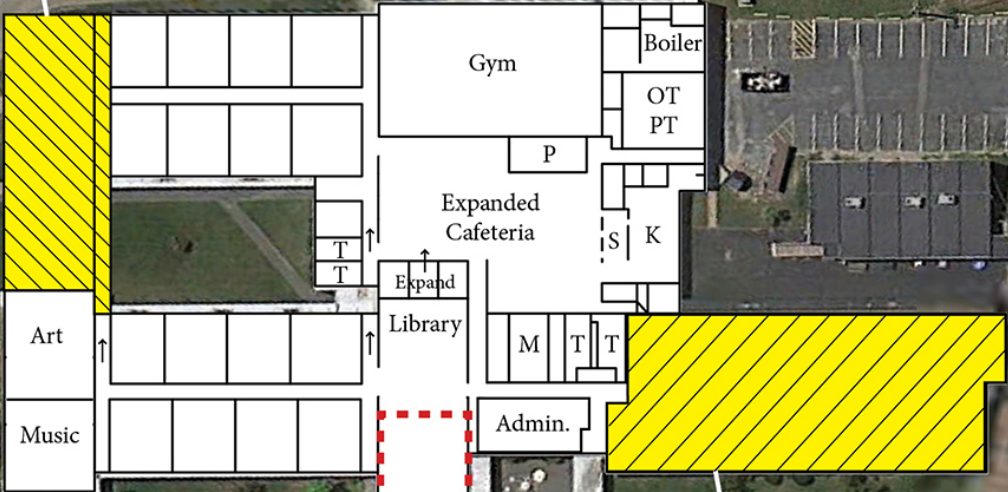 Gym
Boiler
OT
PT
P
Expanded
Cafeteria
S
K
T
T
Expand
Library
Art
M
T
T
Music
Admin.